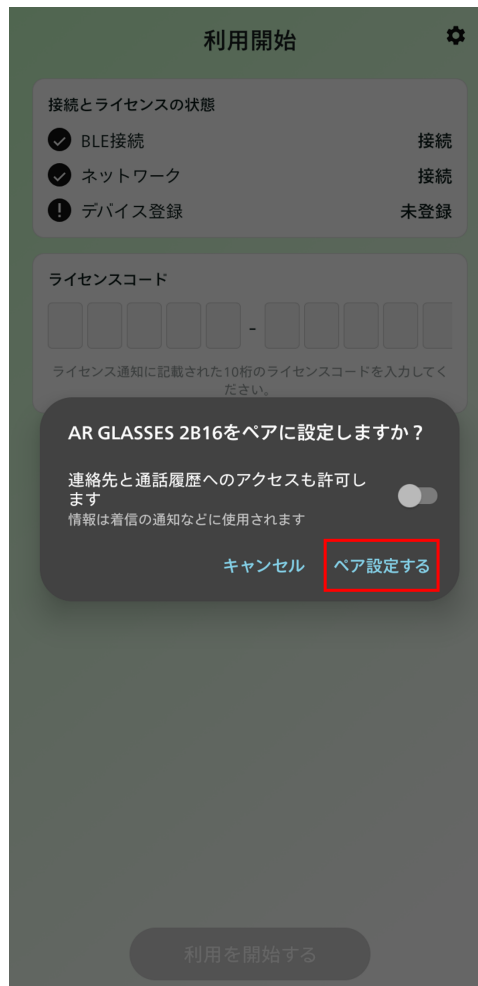 利用開始
接続とライセンスの状態
BLE接続 接続
ネットワーク 接続
デバイス登録 未登録
ライセンスコード
-
ライセンス通知に記載された10桁のライセンスコードを入力してく
ださい。
AR GLASSES 2B16をペアに設定しますか？
連絡先と通話履歴へのアクセスも許可し
ます
情報は着信の通知などに使用されます
キャンセル ペア設定する
利用を開始する